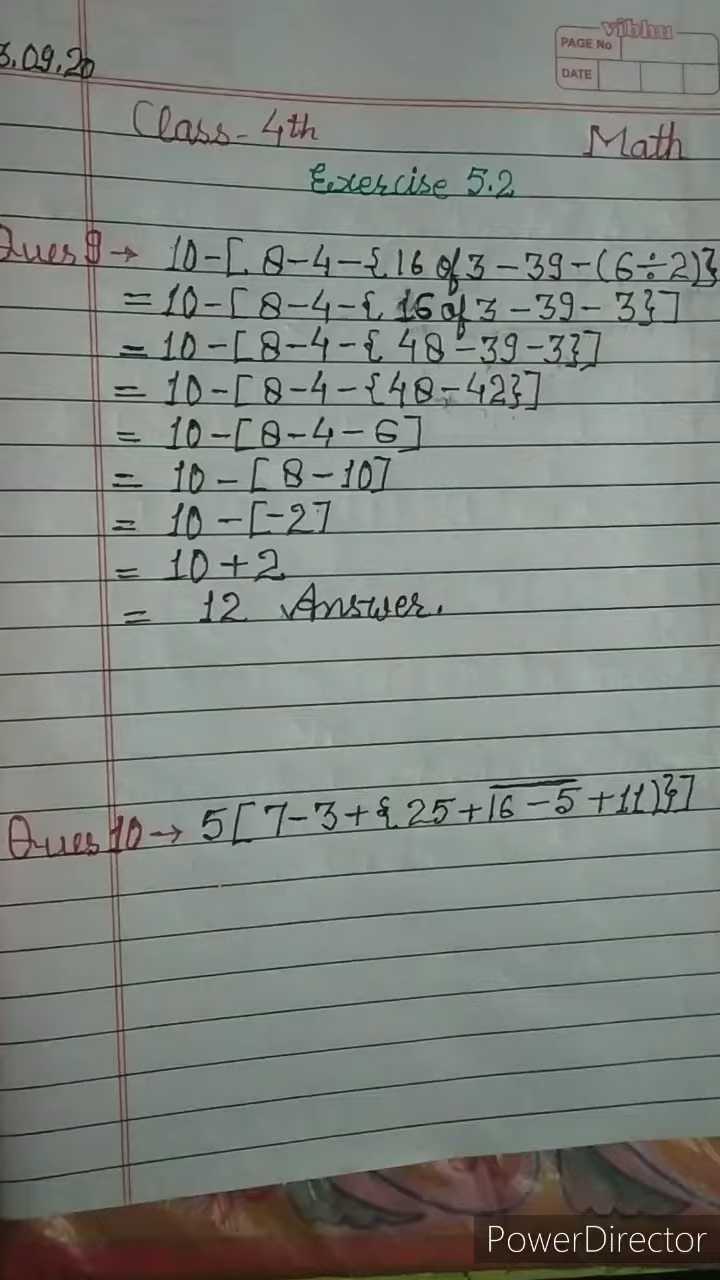 vibhu
PAGE No
DATE
3.09.20
Class-4th Math
Exercise 5.2
Ques 9 → 10-[8-4-{16 of 3-39-(6÷2)}
= 10-[8-4-{16 of 3-39-3}]
= 10-[8-4-{48-39-3}]
= 10-[8-4-{48-42}]
= 10-[8-4-6]
= 10-[8-10]
= 10-[-2]
= 10+2
= 12 Answer.
Ques 10 → 5[7-3+{25+1̅6̅-̅5̅+11)}]
PowerDirector